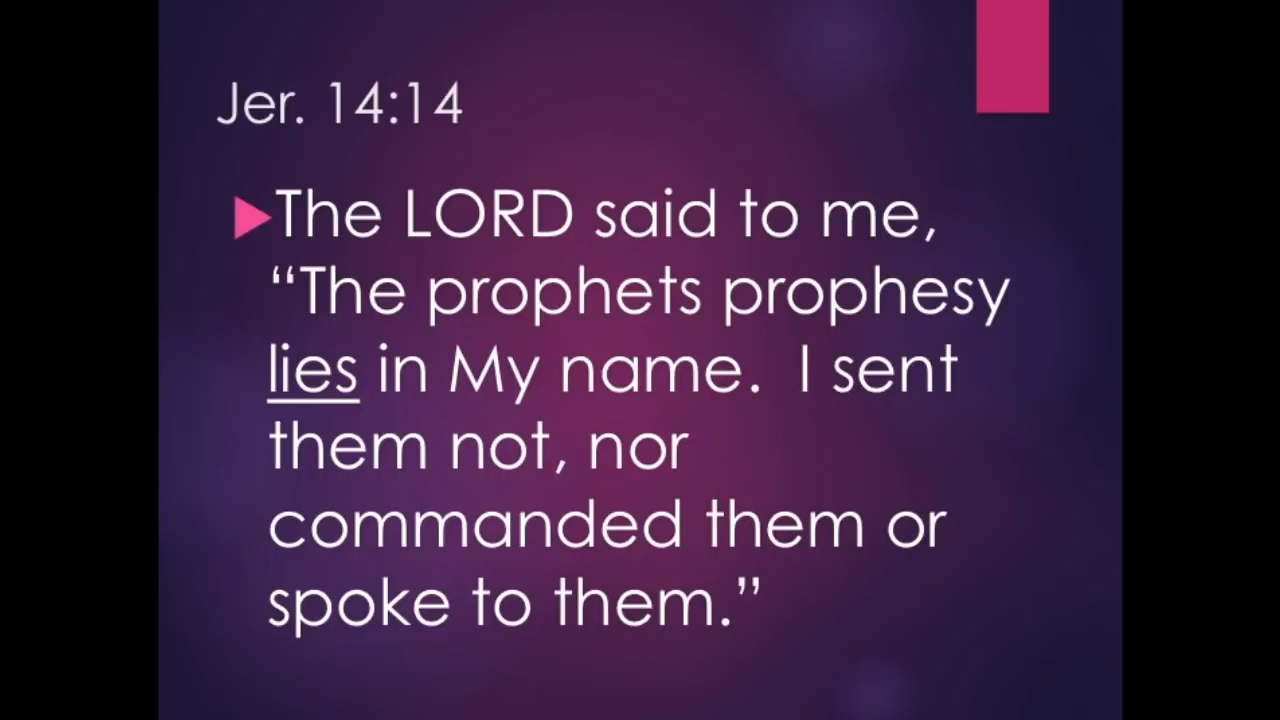 Jer. 14:14
The LORD said to me,
“The prophets prophesy
lies in My name.  I sent
them not, nor
commanded them or
spoke to them.”